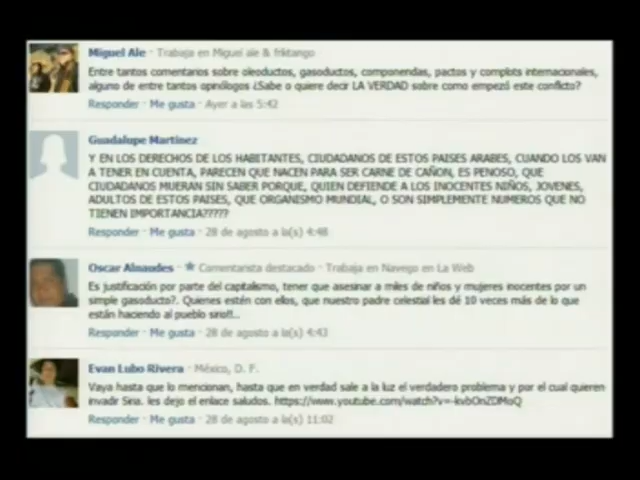 Miguel Ale · Trabaja en Miguel ale & friktango
Entre tantos comentarios sobre oleoductos, gasoductos, componendas, pactos y complots internacionales,
alguno de entre tantos opinólogos ¿Sabe o quiere decir LA VERDAD sobre como empezó este conflicto?
Responder · Me gusta · Ayer a las 5:42
Guadalupe Martinez
Y EN LOS DERECHOS DE LOS HABITANTES, CIUDADANOS DE ESTOS PAISES ARABES, CUANDO LOS VAN
A TENER EN CUENTA, PARECEN QUE NACEN PARA SER CARNE DE CAÑON, ES PENOSO, QUE
CIUDADANOS MUERAN SIN SABER PORQUE, QUIEN DEFIENDE A LOS INOCENTES NIÑOS, JOVENES,
ADULTOS DE ESTOS PAISES, QUE ORGANISMO MUNDIAL, O SON SIMPLEMENTE NUMEROS QUE NO
TIENEN IMPORTANCIA?????
Responder · Me gusta · 28 de agosto a la(s) 4:48
Oscar · Comentarista destacado · Trabaja en Navego en La Web
Es justificación por parte del capitalismo, tener que asesinar a miles de niños y mujeres inocentes por un
simple gasoducto?. Quienes estén con ellos, que nuestro padre celestial les dé 10 veces más de lo que
están haciendo al pueblo sirio!!..
Responder · Me gusta · 28 de agosto a la(s) 4:43
Evan Lubo Rivera · México, D. F.
Vaya hasta que lo mencionan, hasta que en verdad sale a la luz el verdadero problema y por el cual quieren
invadir Siria. les dejo el enlace saludos.
Responder · Me gusta · 28 de agosto a la(s) 11:02